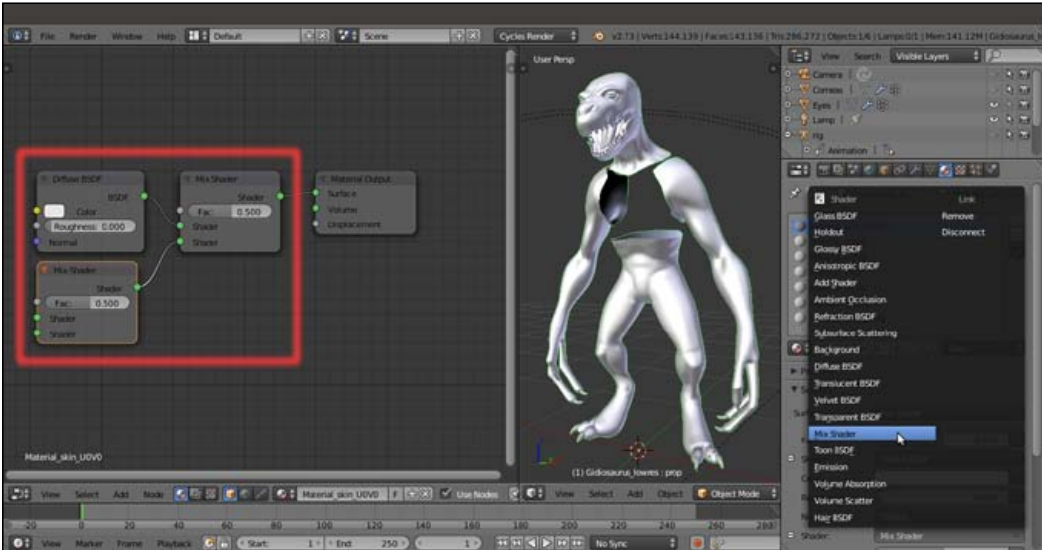 File Render Window Help Default Scene Cycles Render v2.73 | Verts:144,139 | Faces:143,136 | Tris:286,272 | Objects:1/6 | Lamps:0/1 | Mem:141.12M | Gidiosaurus_l
User Persp
View Search Visible Layers
Camera
Corneas
Eyes
Lamp
rig
Animation
Diffuse BSDF
BSDF
Color
Roughness: 0.000
Normal
Mix Shader
Shader
Fac: 0.500
Shader
Shader
Material Output
Surface
Volume
Displacement
Mix Shader
Shader
Fac: 0.500
Shader
Shader
Shader Link
Glass BSDF Remove
Holdout Disconnect
Glossy BSDF
Anisotropic BSDF
Add Shader
Ambient Occlusion
Refraction BSDF
Subsurface Scattering
Background
Diffuse BSDF
Translucent BSDF
Velvet BSDF
Transparent BSDF
Mix Shader
Toon BSDF
Emission
Volume Absorption
Volume Scatter
Hair BSDF
Shader: Mix Shader
Material_skin_U0V0
(1) Gidiosaurus_lowres : prop
View Select Add Node Material_skin_U0V0 F Use Nodes
View Select Add Object Object Mode
-20 0 20 40 60 80 100 120 140 160 180 200 220 240 260 280
View Marker Frame Playback Start: 1 End: 250 1 No Sync